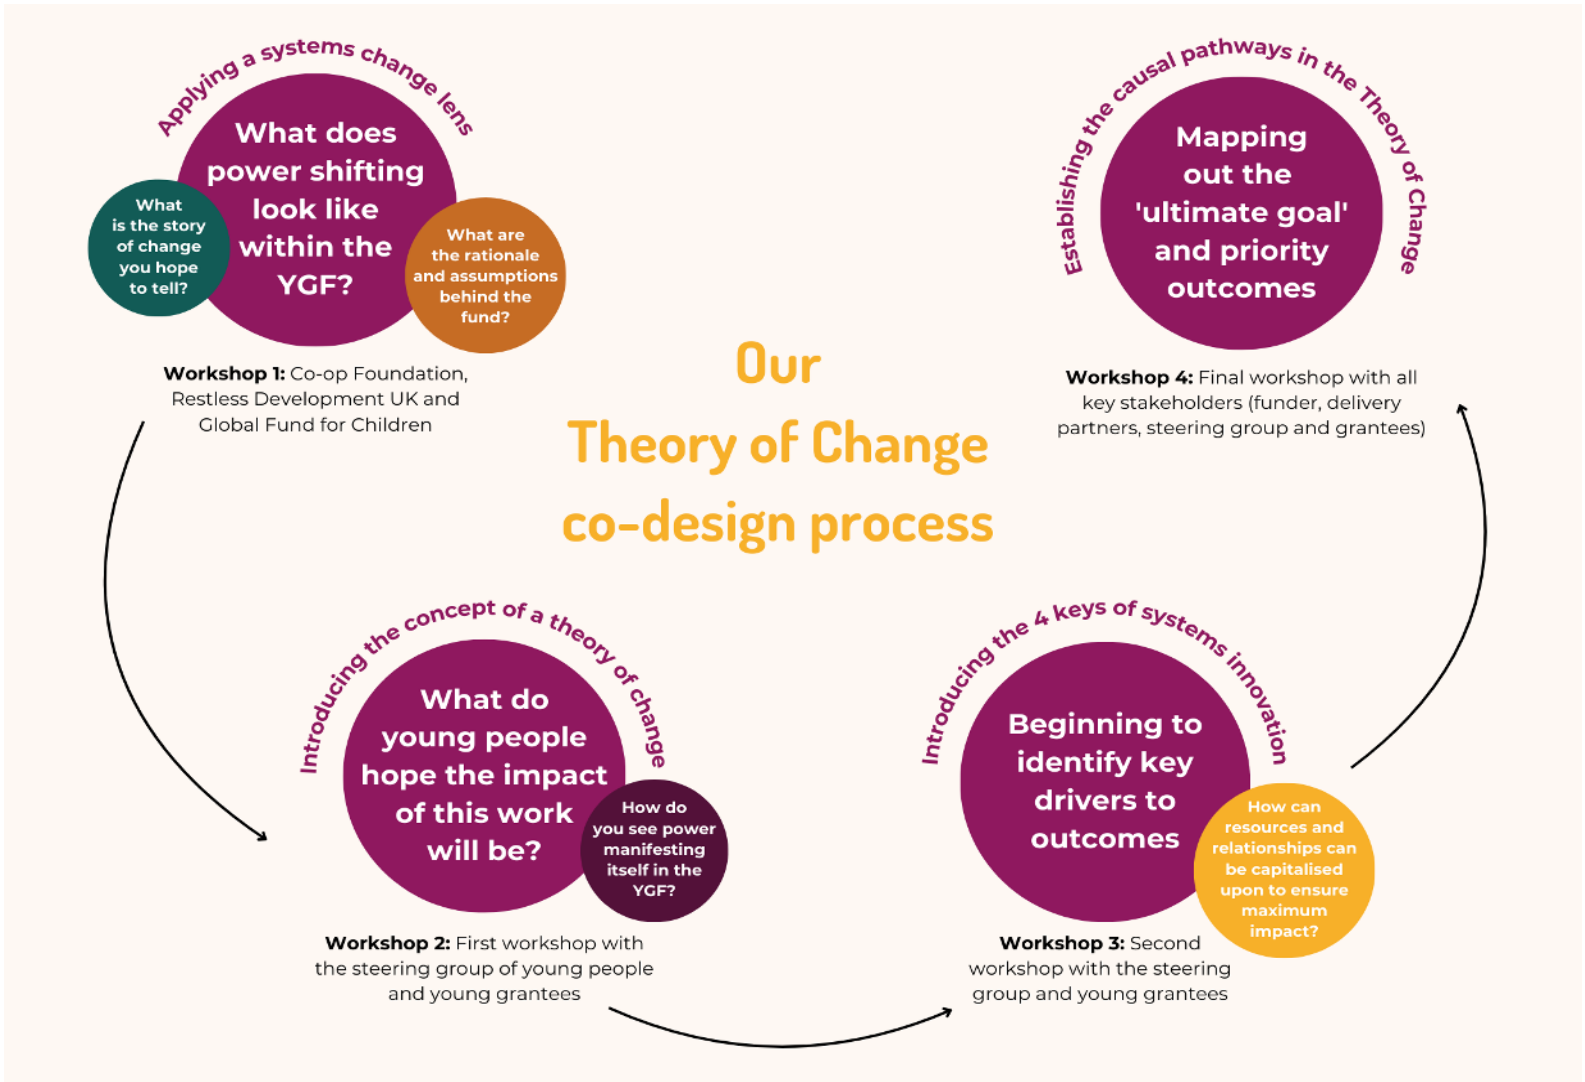 Applying a systems change lens
What does
power shifting
look like
within the
YGF?
What
is the story
of change
you hope
to tell?
What are
the rationale
and assumptions
behind the
fund?
Workshop 1: Co-op Foundation,
Restless Development UK and
Global Fund for Children
Our
Theory of Change
co-design process
Introducing the concept of a theory of change
What do
young people
hope the impact
of this work
will be?
How do
you see power
manifesting
itself in the
YGF?
Workshop 2: First workshop with
the steering group of young people
and young grantees
Introducing the 4 keys of systems innovation
Beginning to
identify key
drivers to
outcomes
How can
resources and
relationships can
be capitalised
upon to ensure
maximum
impact?
Workshop 3: Second
workshop with the steering
group and young grantees
Establishing the causal pathways in the Theory of Change
Mapping
out the
'ultimate goal'
and priority
outcomes
Workshop 4: Final workshop with all
key stakeholders (funder, delivery
partners, steering group and grantees)